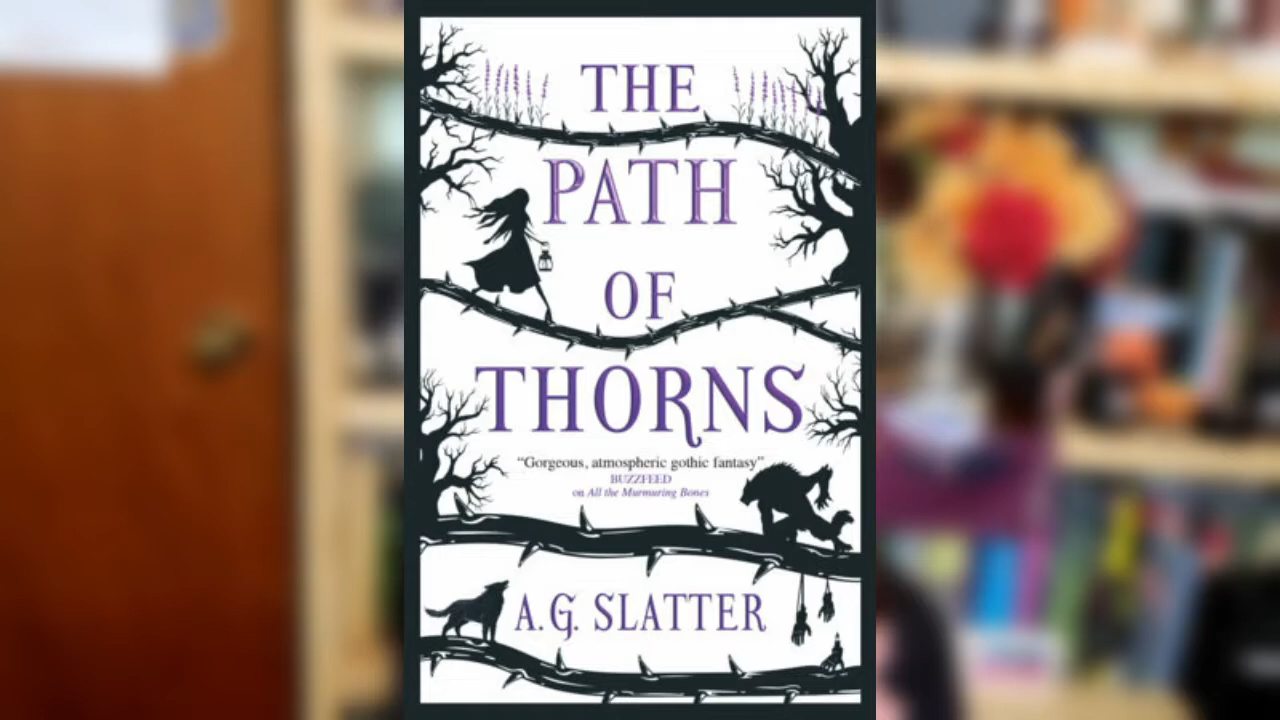 THE
PATH
OF
THORNS
“Gorgeous, atmospheric gothic fantasy”
BUZZFEED
on All the Murmuring Bones
A.G. SLATTER